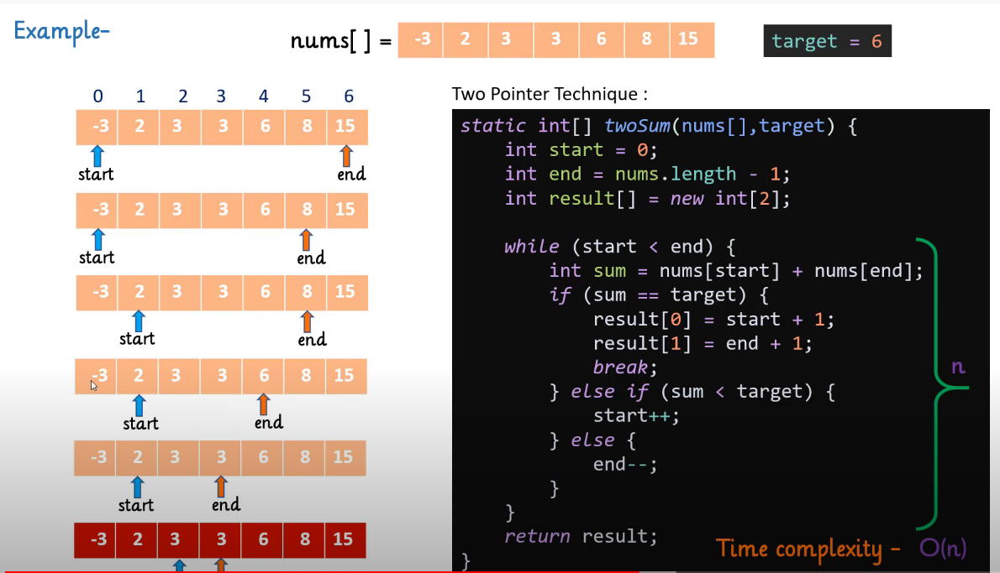 Example-
nums[ ] = -3 2 3 3 6 8 15
target = 6
0 1 2 3 4 5 6
-3 2 3 3 6 8 15
start end
-3 2 3 3 6 8 15
start end
-3 2 3 3 6 8 15
start end
-3 2 3 3 6 8 15
start end
-3 2 3 3 6 8 15
start end
-3 2 3 3 6 8 15
Two Pointer Technique :
static int[] twoSum(nums[],target) {
int start = 0;
int end = nums.length - 1;
int result[] = new int[2];
while (start < end) {
int sum = nums[start] + nums[end];
if (sum == target) {
result[0] = start + 1;
result[1] = end + 1;
break;
} else if (sum < target) {
start++;
} else {
end--;
}
}
return result;
}
n
Time complexity - O(n)